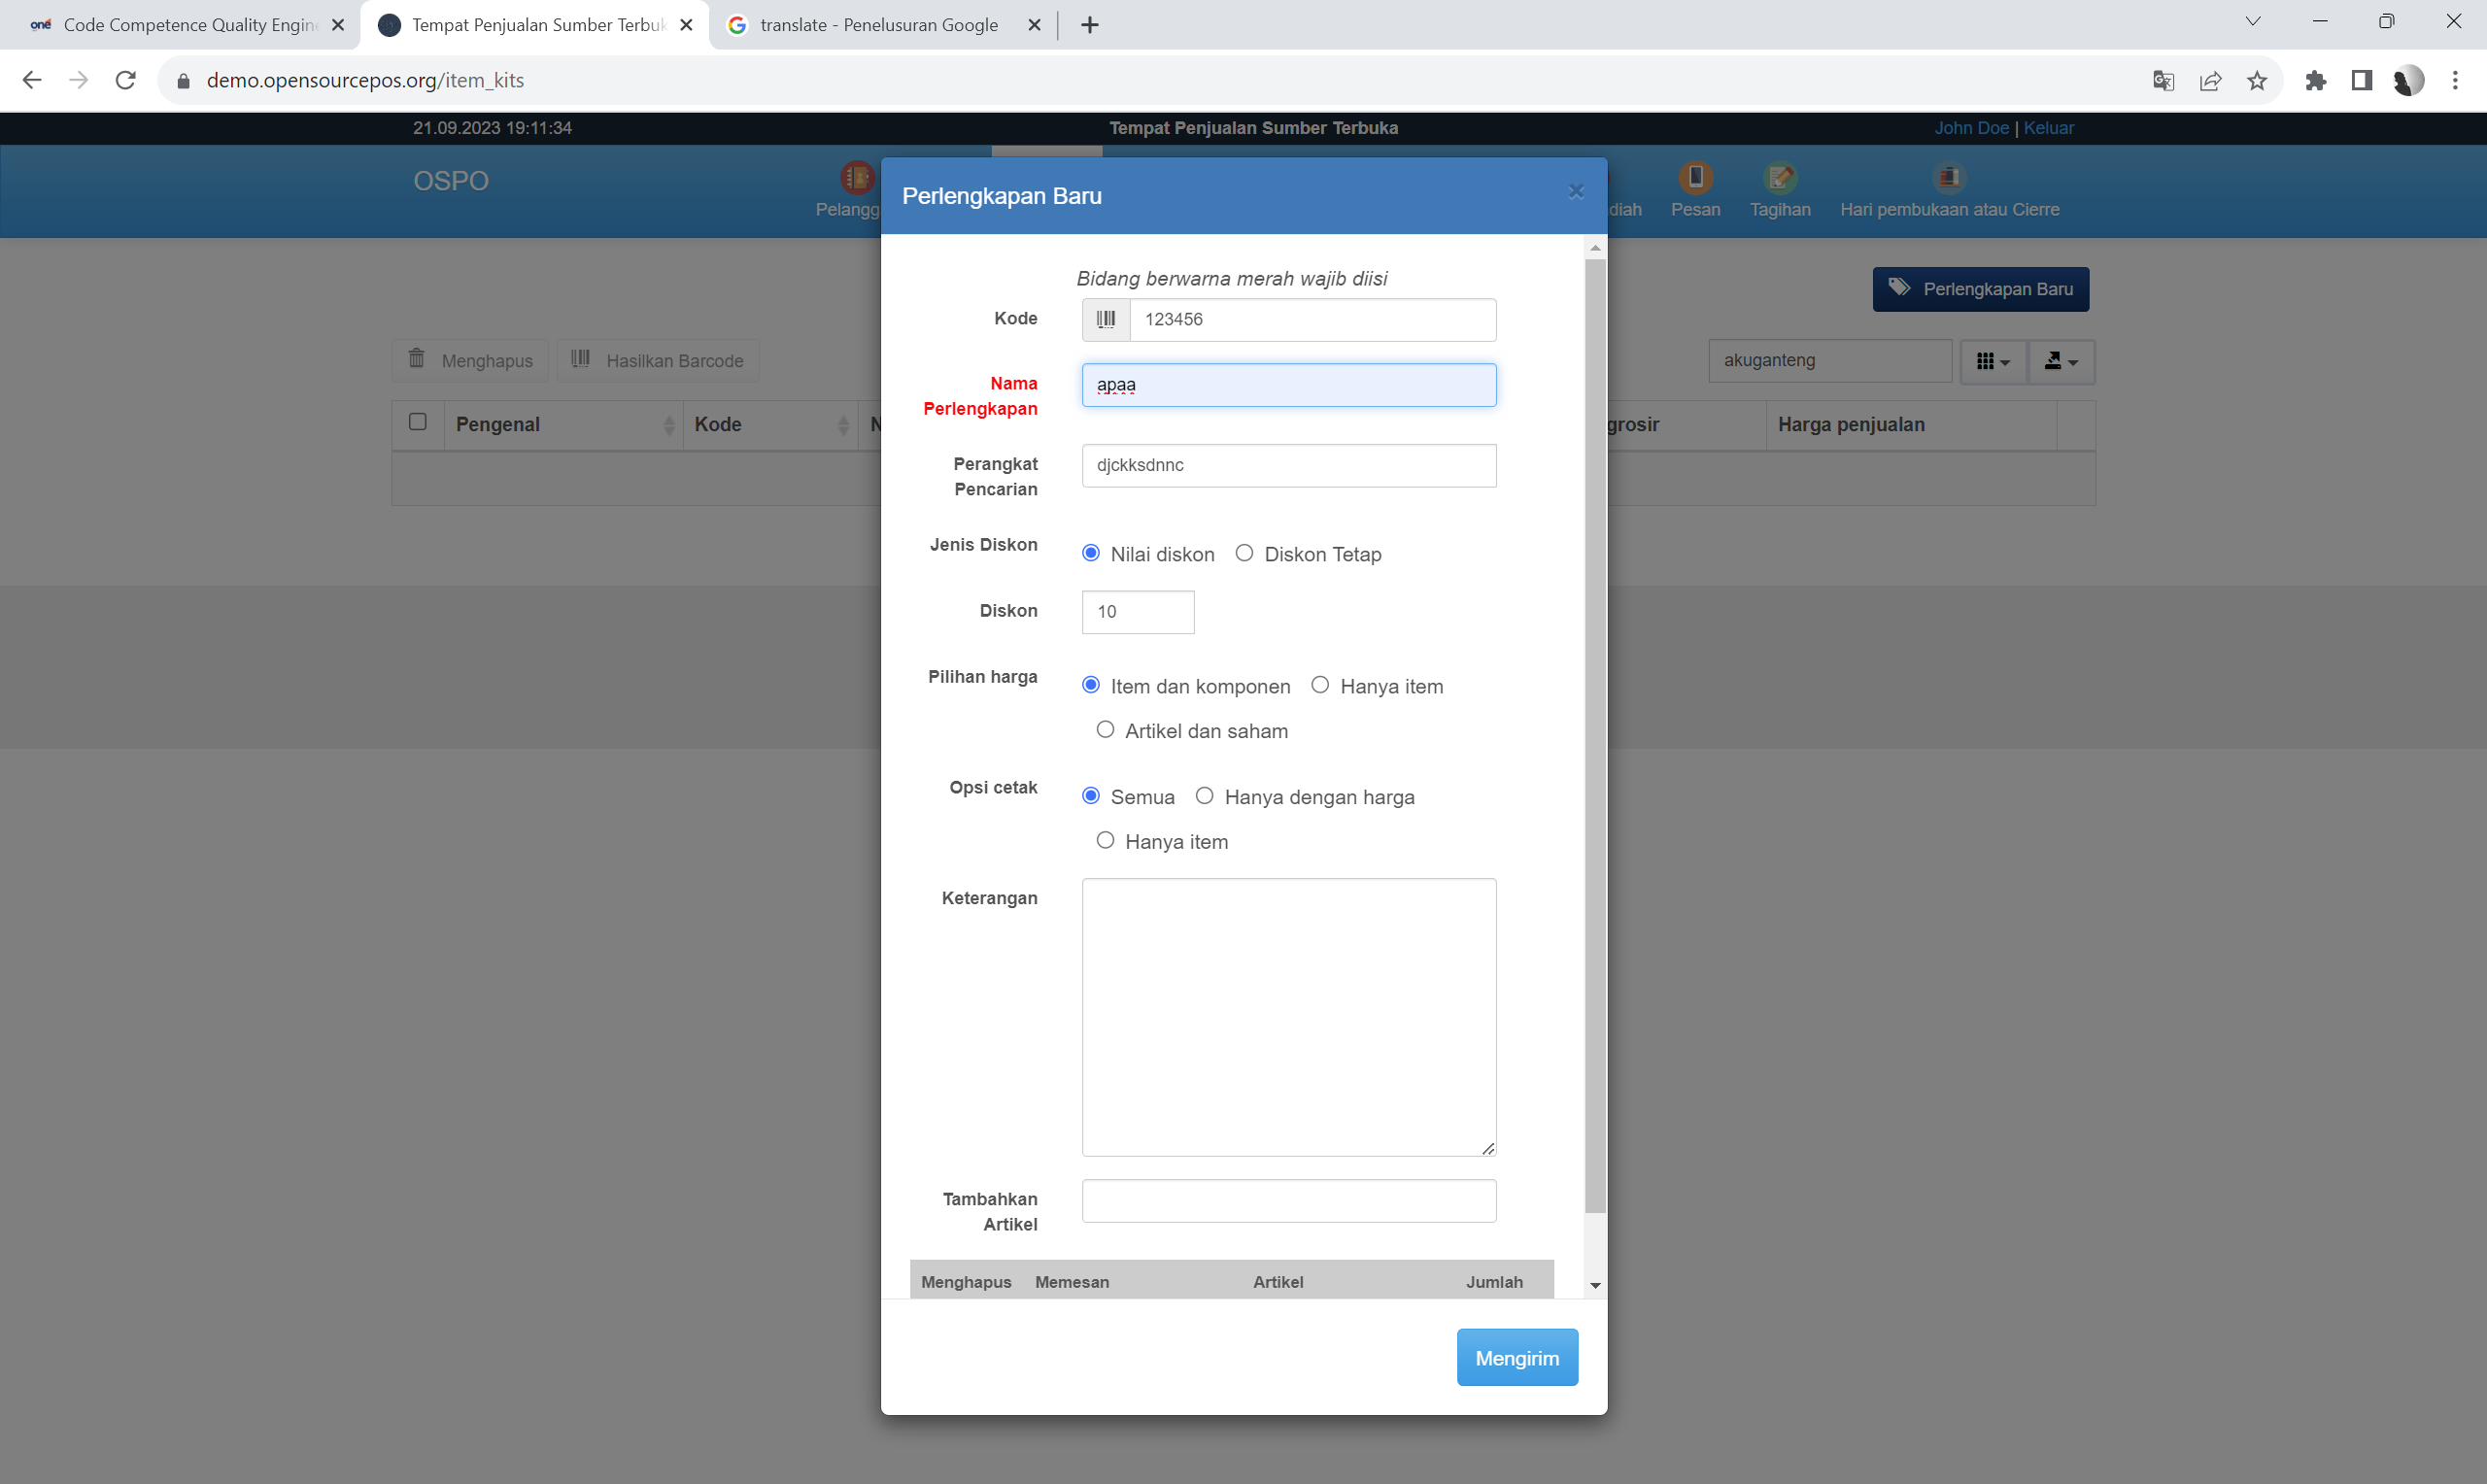 one Code Competence Quality Engine
Tempat Penjualan Sumber Terbuk
translate - Penelusuran Google
demo.opensourcepos.org/item_kits
21.09.2023 19:11:34
Tempat Penjualan Sumber Terbuka
John Doe | Keluar
OSPO
Pelangg
diah
Pesan
Tagihan
Hari pembukaan atau Cierre
Perlengkapan Baru
Menghapus
Hasilkan Barcode
akuganteng
Pengenal
Kode
N
grosir
Harga penjualan
Perlengkapan Baru
×
Bidang berwarna merah wajib diisi
Kode
123456
Nama
Perlengkapan
apaa
Perangkat
Pencarian
djckksdnnc
Jenis Diskon
Nilai diskon
Diskon Tetap
Diskon
10
Pilihan harga
Item dan komponen
Hanya item
Artikel dan saham
Opsi cetak
Semua
Hanya dengan harga
Hanya item
Keterangan
Tambahkan
Artikel
Menghapus
Memesan
Artikel
Jumlah
Mengirim